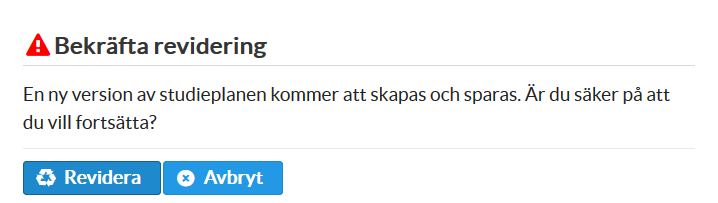 Bekräfta revidering
En ny version av studieplanen kommer att skapas och sparas. Är du säker på att
du vill fortsätta?
Revidera Avbryt